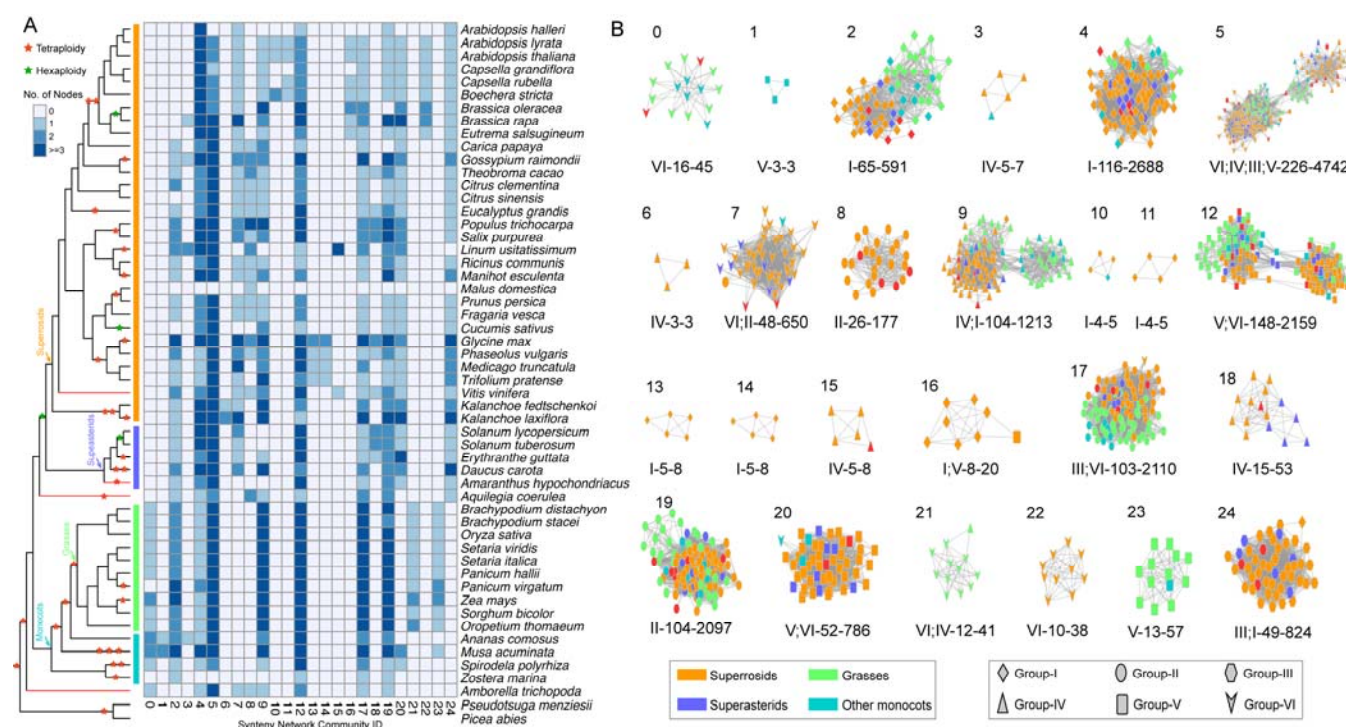 A
Tetraploidy
Hexaploidy
No. of Nodes
0
1
2
>=3
Superrosids
Supeasterids
Grasses
Monocots
Arabidopsis halleri
Arabidopsis lyrata
Arabidopsis thaliana
Capsella grandiflora
Capsella rubella
Boechera stricta
Brassica oleracea
Brassica rapa
Eutrema salsugineum
Carica papaya
Gossypium raimondii
Theobroma cacao
Citrus clementina
Citrus sinensis
Eucalyptus grandis
Populus trichocarpa
Salix purpurea
Linum usitatissimum
Ricinus communis
Manihot esculenta
Malus domestica
Prunus persica
Fragaria vesca
Cucumis sativus
Glycine max
Phaseolus vulgaris
Medicago truncatula
Trifolium pratense
Vitis vinifera
Kalanchoe fedtschenkoi
Kalanchoe laxiflora
Solanum lycopersicum
Solanum tuberosum
Erythranthe guttata
Daucus carota
Amaranthus hypochondriacus
Aquilegia coerulea
Brachypodium distachyon
Brachypodium stacei
Oryza sativa
Setaria viridis
Setaria italica
Panicum hallii
Panicum virgatum
Zea mays
Sorghum bicolor
Oropetium thomaeum
Ananas comosus
Musa acuminata
Spirodela polyrhiza
Zostera marina
Amborella trichopoda
Pseudotsuga menziesii
Picea abies
0 1 2 3 4 5 6 7 8 9 10 11 12 13 14 15 16 17 18 19 20 21 22 23 24
Synteny Network Community ID
B
0 1 2 3 4 5
VI-16-45 V-3-3 I-65-591 IV-5-7 I-116-2688 VI;IV;III;V-226-4742
6 7 8 9 10 11 12
IV-3-3 VI;II-48-650 II-26-177 IV;I-104-1213 I-4-5 I-4-5 V;VI-148-2159
13 14 15 16 17 18
I-5-8 I-5-8 IV-5-8 I;V-8-20 III;VI-103-2110 IV-15-53
19 20 21 22 23 24
II-104-2097 V;VI-52-786 VI;IV-12-41 VI-10-38 V-13-57 III;I-49-824
Superrosids Grasses
Superasterids Other monocots
Group-I Group-II Group-III
Group-IV Group-V Group-VI